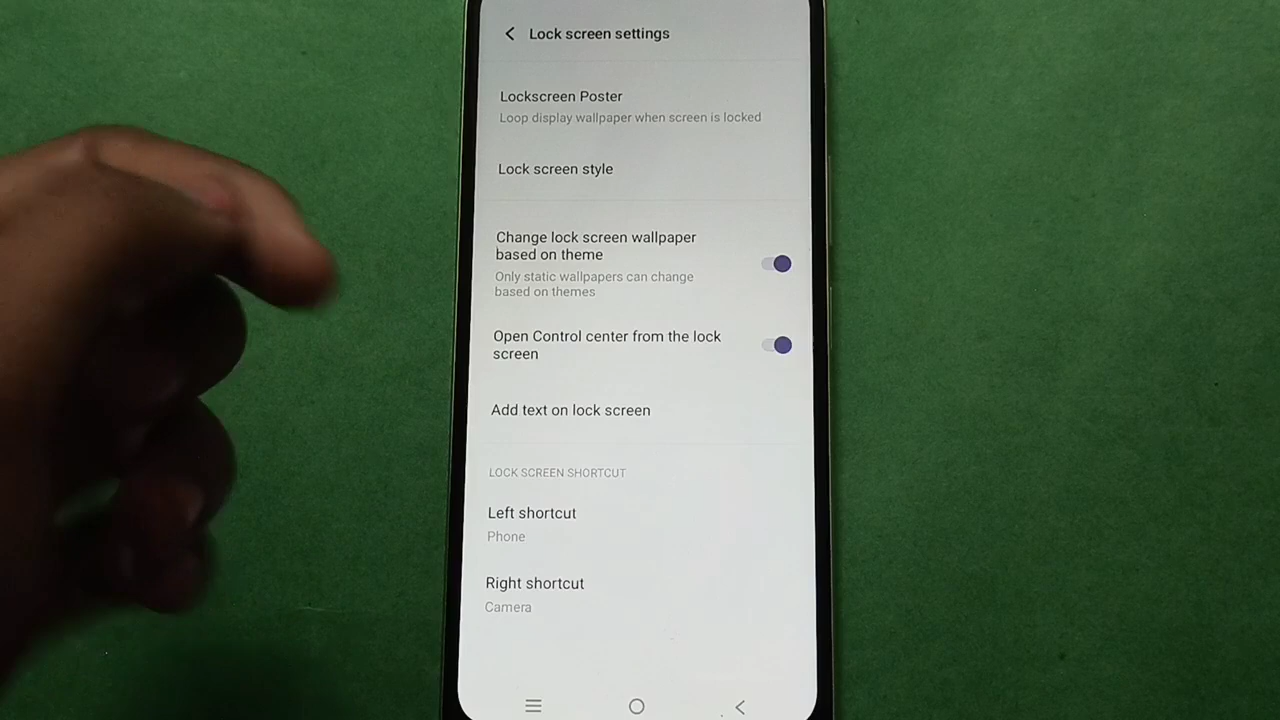 Lock screen settings
Lockscreen Poster
Loop display wallpaper when screen is locked
Lock screen style
Change lock screen wallpaper
based on theme
Only static wallpapers can change
based on themes
Open Control center from the lock
screen
Add text on lock screen
LOCK SCREEN SHORTCUT
Left shortcut
Phone
Right shortcut
Camera